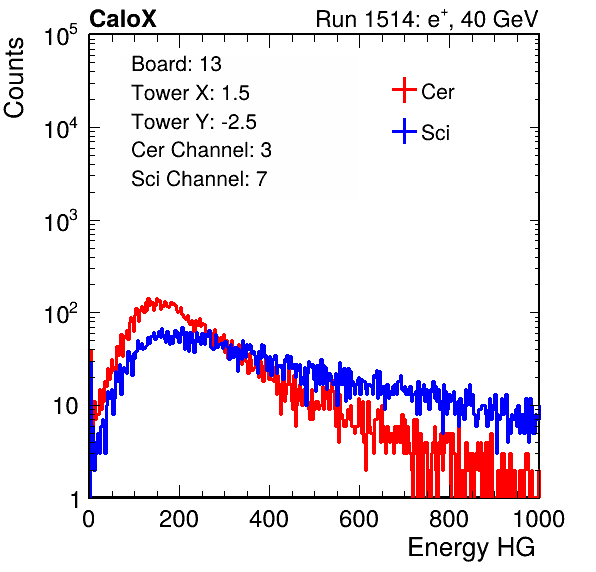 CaloX Run 1514: e⁺, 40 GeV
Counts
10⁵
10⁴
10³
10²
10
1
Board: 13
Tower X: 1.5
Tower Y: -2.5
Cer Channel: 3
Sci Channel: 7
Cer
Sci
0 200 400 600 800 1000
Energy HG